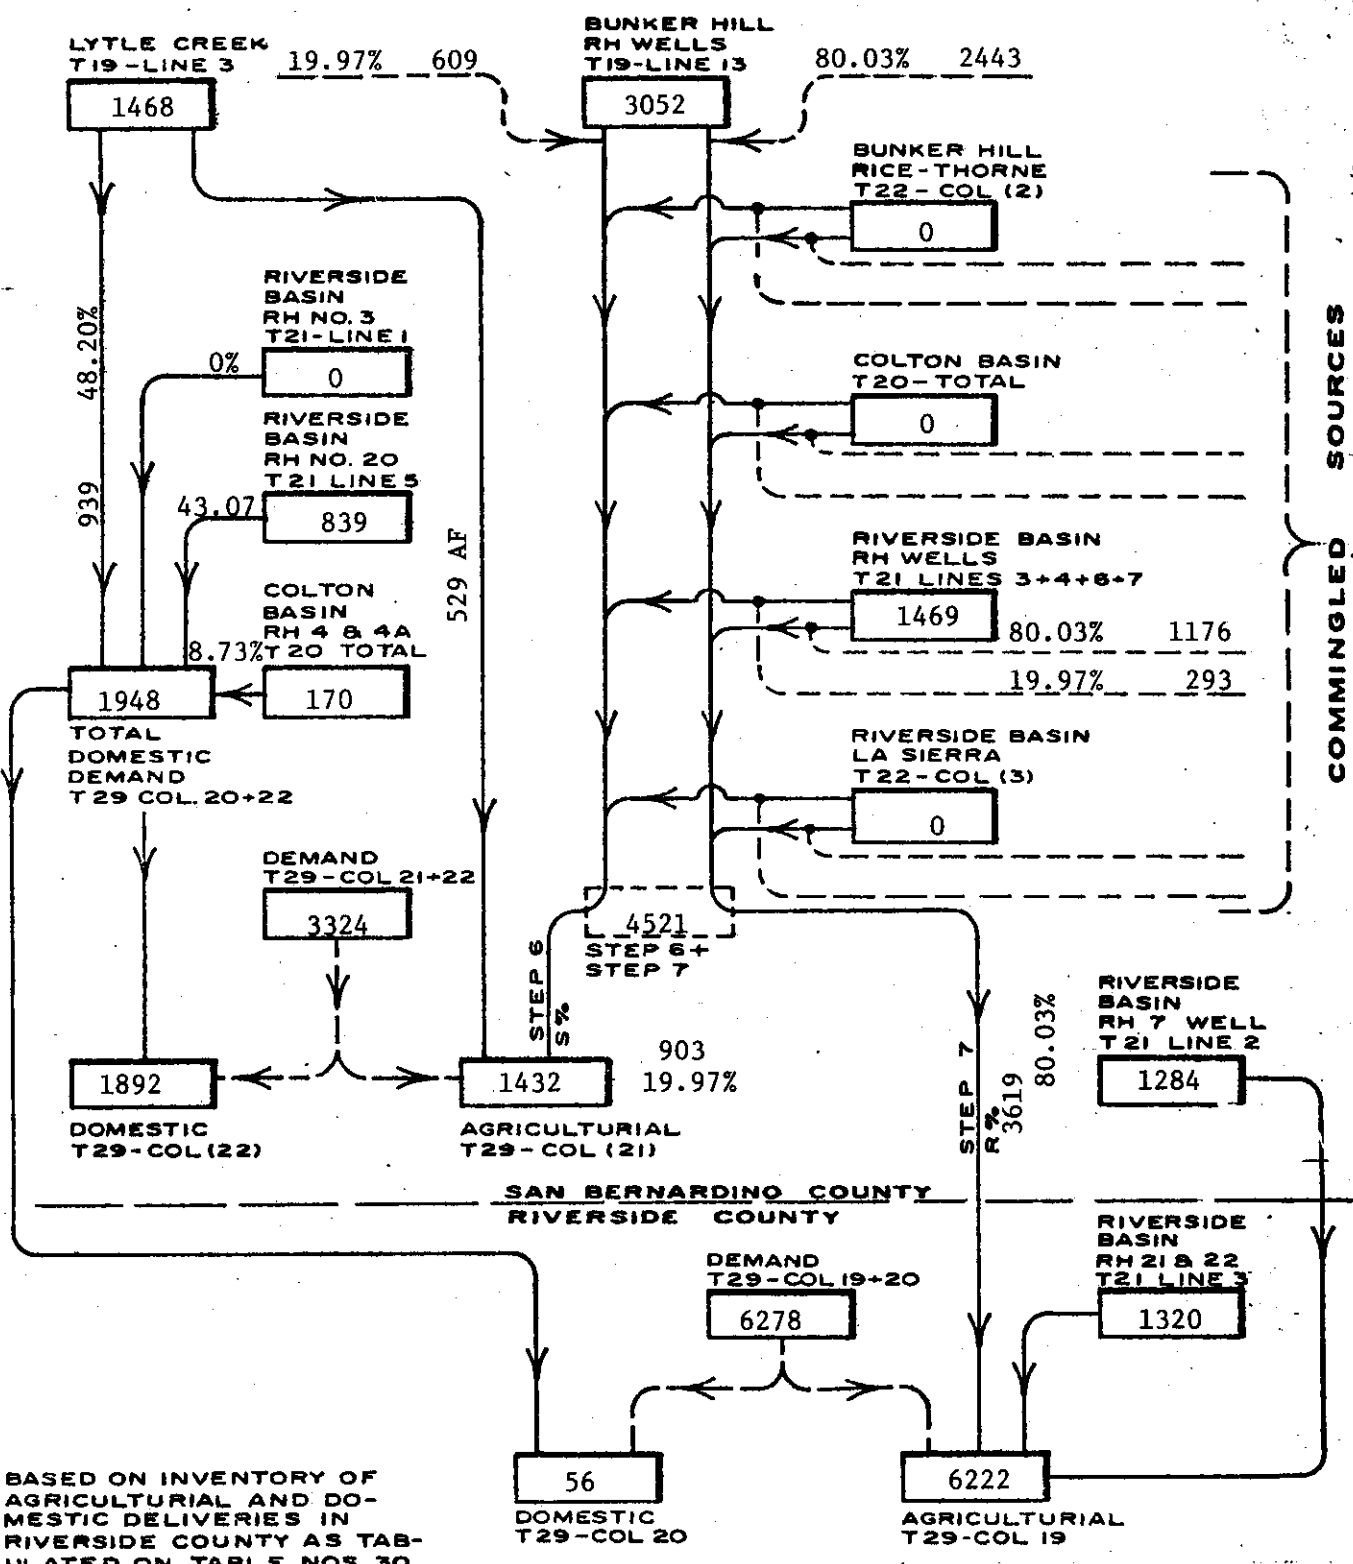 LYTLE CREEK
T19-LINE 3
1468
19.97% 609
BUNKER HILL
RH WELLS
T19-LINE 13
3052
80.03% 2443
BUNKER HILL
RICE-THORNE
T22-COL (2)
0
RIVERSIDE
BASIN
RH NO. 3
T21-LINE 1
0%
0
48.20%
939
RIVERSIDE
BASIN
RH NO. 20
T21 LINE 5
43.07
839
529 AF
COLTON
BASIN
RH 4 & 4A
T20 TOTAL
8.73%
170
1948
TOTAL
DOMESTIC
DEMAND
T29 COL. 20+22
COLTON BASIN
T20-TOTAL
0
RIVERSIDE BASIN
RH WELLS
T21 LINES 3+4+6+7
1469
80.03% 1176
19.97% 293
RIVERSIDE BASIN
LA SIERRA
T22-COL (3)
0
COMMINGLED SOURCES
DEMAND
T29-COL 21+22
3324
4521
STEP 6+
STEP 7
STEP 6
S%
1892
DOMESTIC
T29-COL (22)
1432
903
19.97%
AGRICULTURIAL
T29-COL (21)
STEP 7
R%
3619
80.03%
RIVERSIDE
BASIN
RH 7 WELL
T21 LINE 2
1284
SAN BERNARDINO COUNTY
RIVERSIDE COUNTY
DEMAND
T29-COL 19+20
6278
RIVERSIDE
BASIN
RH 21 & 22
T21 LINE 3
1320
56
DOMESTIC
T29-COL 20
6222
AGRICULTURIAL
T29-COL 19
BASED ON INVENTORY OF
AGRICULTURIAL AND DO-
MESTIC DELIVERIES IN
RIVERSIDE COUNTY AS TAB-
ULATED ON TABLE NOS. 30